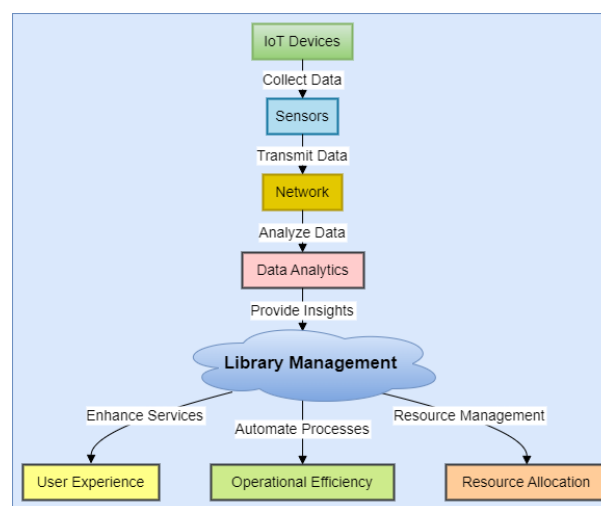 IoT Devices
Collect Data
Sensors
Transmit Data
Network
Analyze Data
Data Analytics
Provide Insights
Library Management
Enhance Services
Automate Processes
Resource Management
User Experience
Operational Efficiency
Resource Allocation